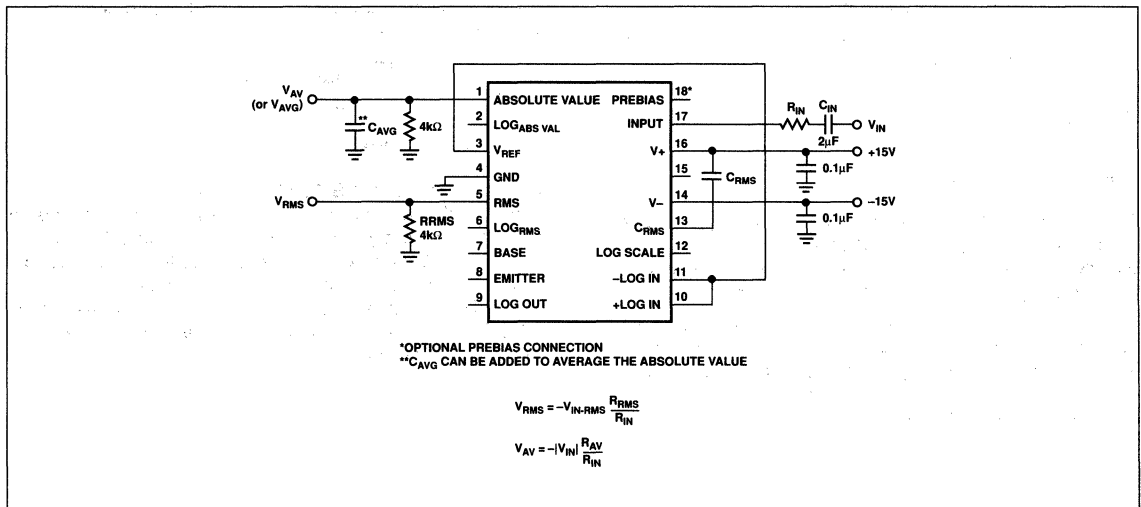 V_AV
(or V_AVG)
**
C_AVG
4kΩ
1
2
3
4
5
6
7
8
9
ABSOLUTE VALUE
LOG_ABS VAL
V_REF
GND
RMS
LOG_RMS
BASE
EMITTER
LOG OUT
V_RMS
RRMS
4kΩ
PREBIAS
INPUT
V+
V–
C_RMS
LOG SCALE
–LOG IN
+LOG IN
18*
17
16
15
14
13
12
11
10
R_IN
C_IN
2µF
V_IN
+15V
0.1µF
C_RMS
–15V
0.1µF
*OPTIONAL PREBIAS CONNECTION
**C_AVG CAN BE ADDED TO AVERAGE THE ABSOLUTE VALUE
V_RMS = –V_IN-RMS R_RMS / R_IN
V_AV = –|V_IN| R_AV / R_IN